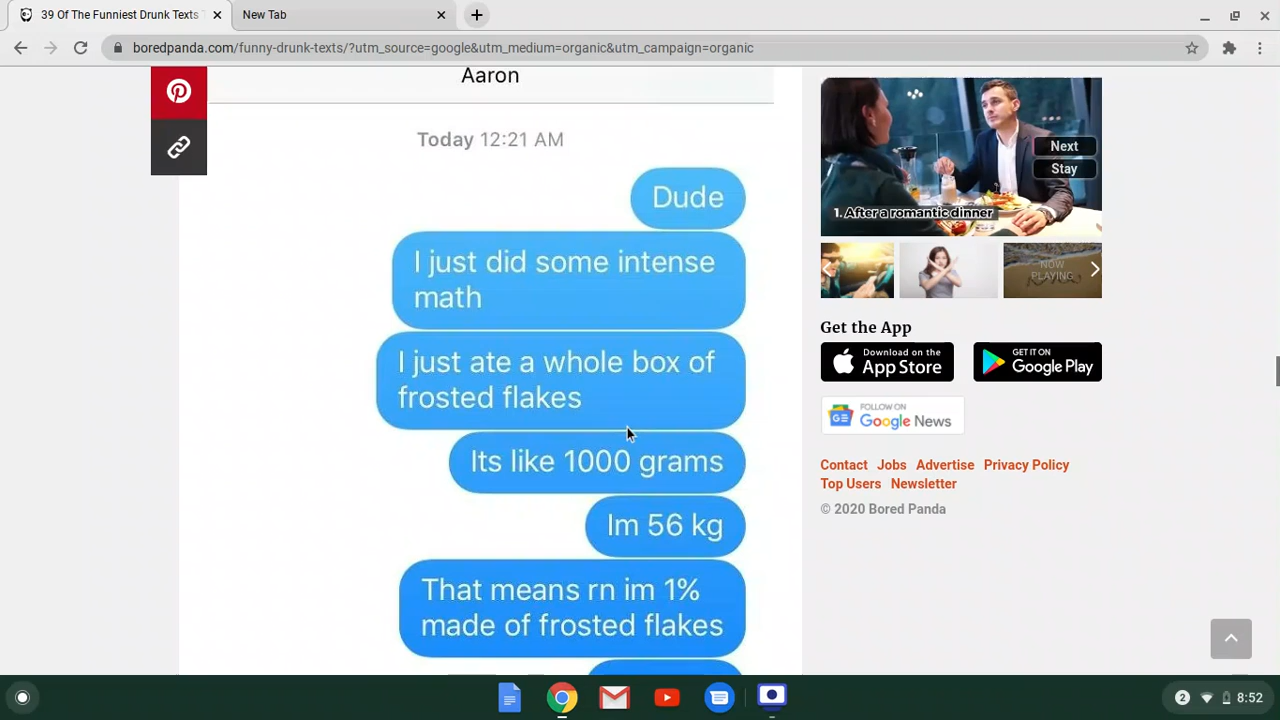 39 Of The Funniest Drunk Texts
New Tab
boredpanda.com/funny-drunk-texts/?utm_source=google&utm_medium=organic&utm_campaign=organic
Aaron
Today 12:21 AM
Dude
I just did some intense
math
I just ate a whole box of
frosted flakes
Its like 1000 grams
Im 56 kg
That means rn im 1%
made of frosted flakes
Next
Stay
1. After a romantic dinner
NOW
PLAYING
Get the App
Download on the
App Store
GET IT ON
Google Play
GE
FOLLOW ON
Google News
Contact Jobs Advertise Privacy Policy
Top Users Newsletter
© 2020 Bored Panda
2 8:52